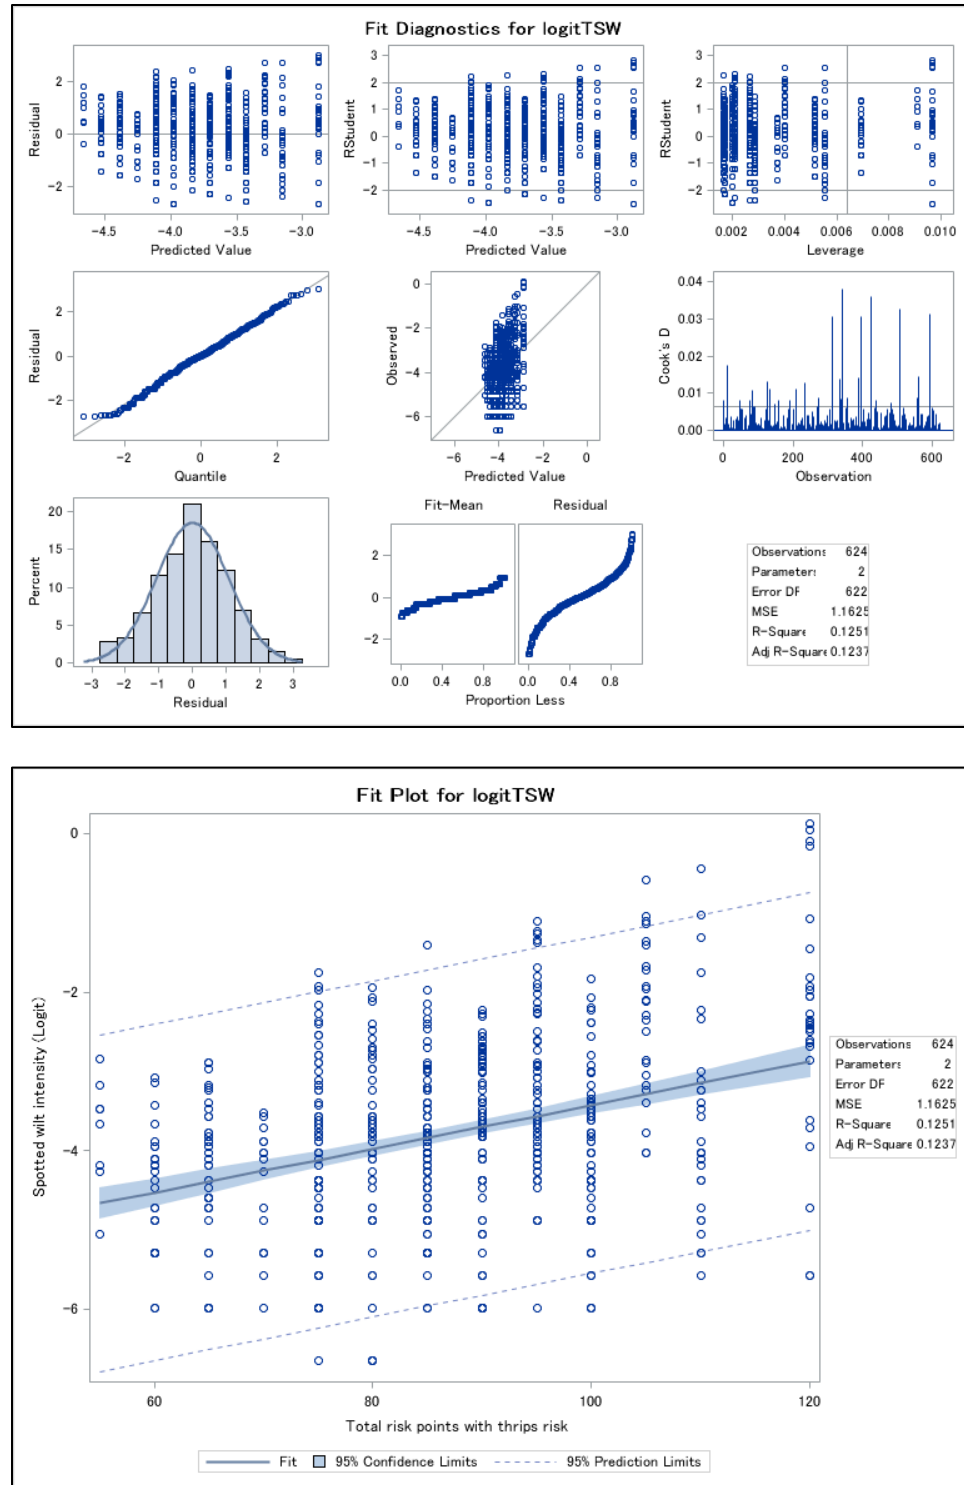 Fit Diagnostics for logitTSW
Residual
2
0
-2
-4.5 -4.0 -3.5 -3.0
Predicted Value
RStudent
3
2
1
0
-1
-2
-4.5 -4.0 -3.5 -3.0
Predicted Value
RStudent
3
2
1
0
-1
-2
0.002 0.004 0.006 0.008 0.010
Leverage
Residual
2
0
-2
-2 0 2
Quantile
Observed
0
-2
-4
-6
-6 -4 -2 0
Predicted Value
Cook's D
0.04
0.03
0.02
0.01
0.00
0 200 400 600
Observation
Percent
20
15
10
5
0
-3 -2 -1 0 1 2 3
Residual
Fit-Mean Residual
2
0
-2
0.0 0.4 0.8 0.0 0.4 0.8
Proportion Less
Observations 624
Parameters 2
Error DF 622
MSE 1.1625
R-Square 0.1251
Adj R-Square 0.1237
Fit Plot for logitTSW
Spotted wilt intensity (Logit)
0
-2
-4
-6
60 80 100 120
Total risk points with thrips risk
Observations 624
Parameters 2
Error DF 622
MSE 1.1625
R-Square 0.1251
Adj R-Square 0.1237
Fit 95% Confidence Limits 95% Prediction Limits